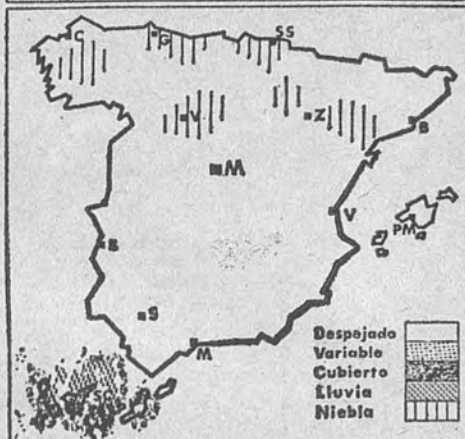 C
G
SS
V
Z
B
M
V
PM
B
S
M
Despejado
Variable
Cubierto
Lluvia
Niebla